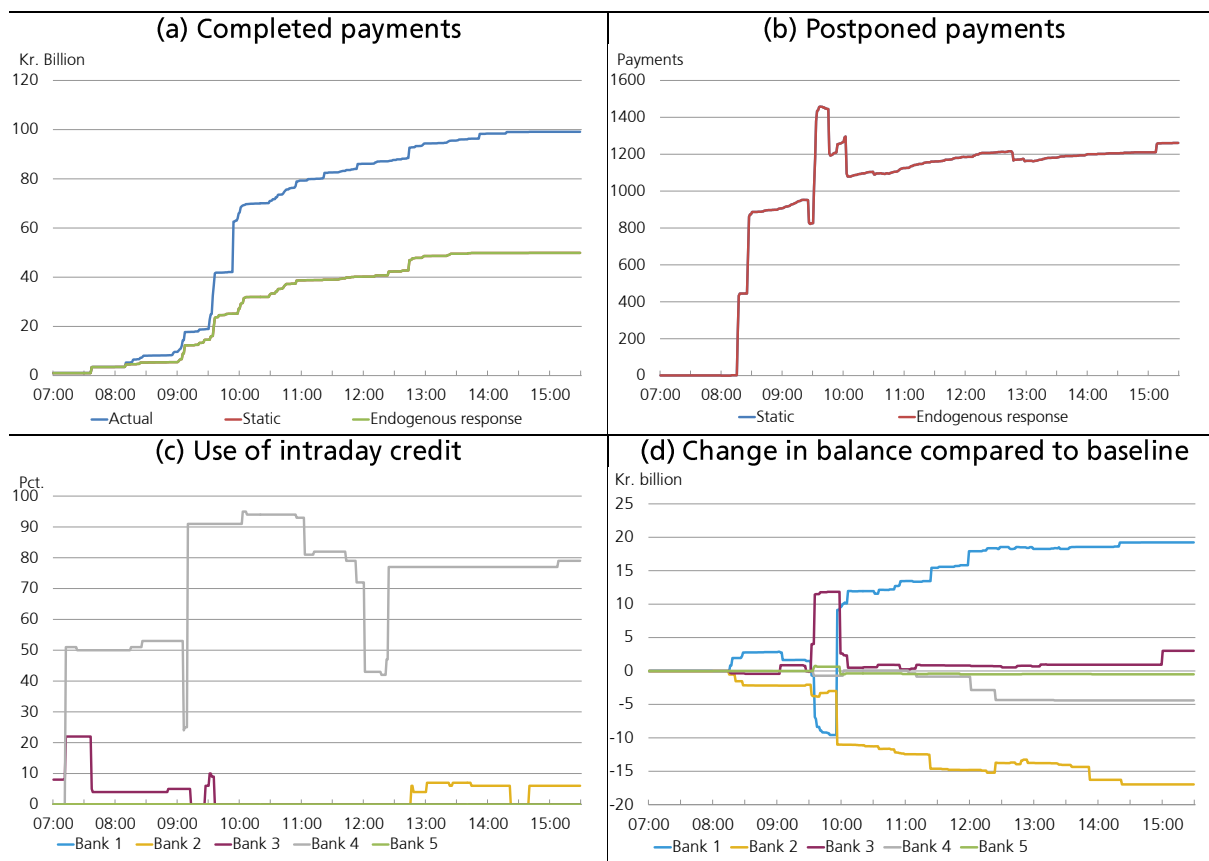 (a) Completed payments
Kr. Billion
120
100
80
60
40
20
0
07:00 08:00 09:00 10:00 11:00 12:00 13:00 14:00 15:00
Actual Static Endogenous response
(b) Postponed payments
Payments
1600
1400
1200
1000
800
600
400
200
0
07:00 08:00 09:00 10:00 11:00 12:00 13:00 14:00 15:00
Static Endogenous response
(c) Use of intraday credit
Pct.
100
90
80
70
60
50
40
30
20
10
0
07:00 08:00 09:00 10:00 11:00 12:00 13:00 14:00 15:00
Bank 1 Bank 2 Bank 3 Bank 4 Bank 5
(d) Change in balance compared to baseline
Kr. billion
25
20
15
10
5
0
-5
-10
-15
-20
07:00 08:00 09:00 10:00 11:00 12:00 13:00 14:00 15:00
Bank 1 Bank 2 Bank 3 Bank 4 Bank 5